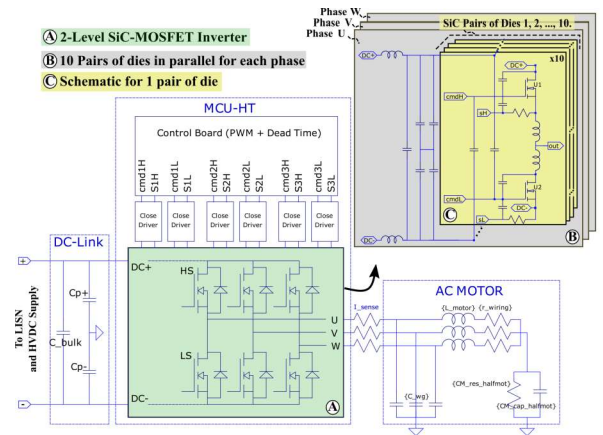 A 2-Level SiC-MOSFET Inverter
B 10 Pairs of dies in parallel for each phase
C Schematic for 1 pair of die
Phase W
Phase V
Phase U
SiC Pairs of Dies 1, 2, ..., 10.
x10
DC+
DC+
U1
cmdH
sH
out
cmdL
U2
DC-
sL
DC-
C
B
MCU-HT
Control Board (PWM + Dead Time)
cmd1H
S1H
cmd1L
S1L
cmd2H
S2H
cmd2L
S2L
cmd3H
S3H
cmd3L
S3L
Close Driver
Close Driver
Close Driver
Close Driver
Close Driver
Close Driver
DC-Link
To LISN
and HVDC Supply
+
-
Cp+
C_bulk
Cp-
DC+
HS
LS
DC-
U
V
W
A
I_sense
AC MOTOR
{L_motor} {r_wiring}
{C_wg}
{CM_res_halfmot}
{CM_cap_halfmot}